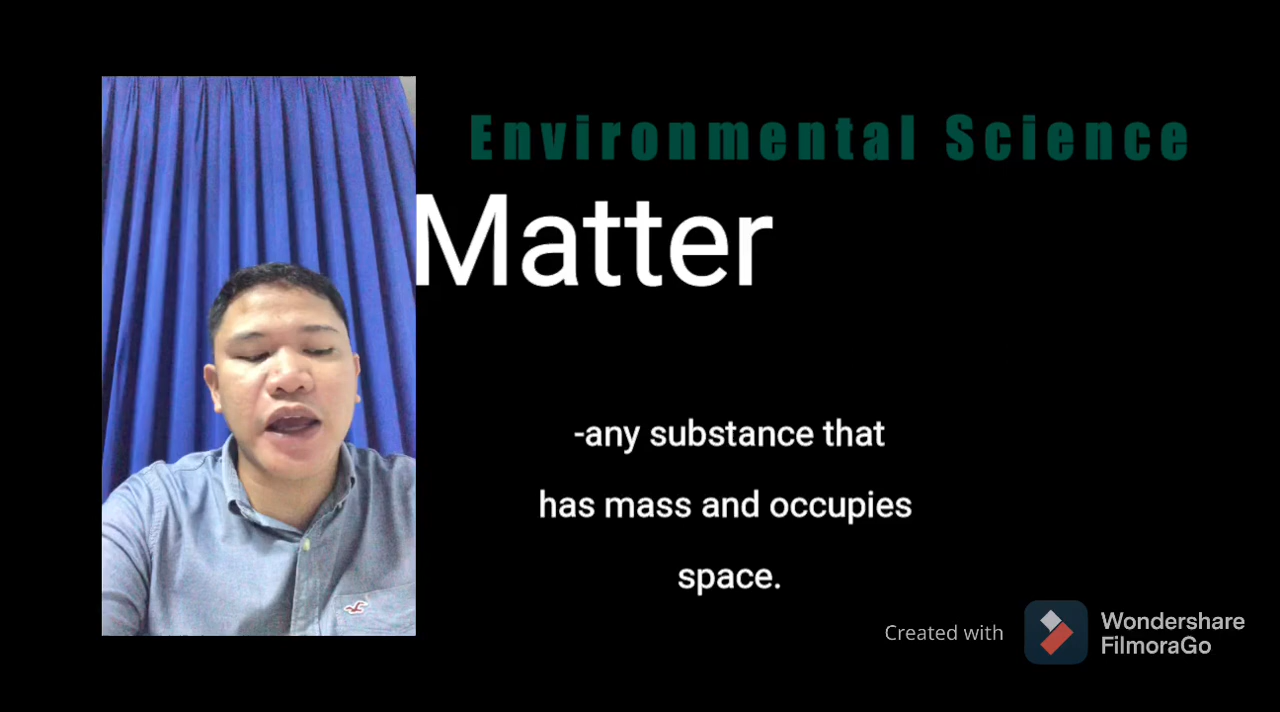 Environmental Science
Matter
-any substance that
has mass and occupies
space.
Created with
Wondershare
FilmoraGo